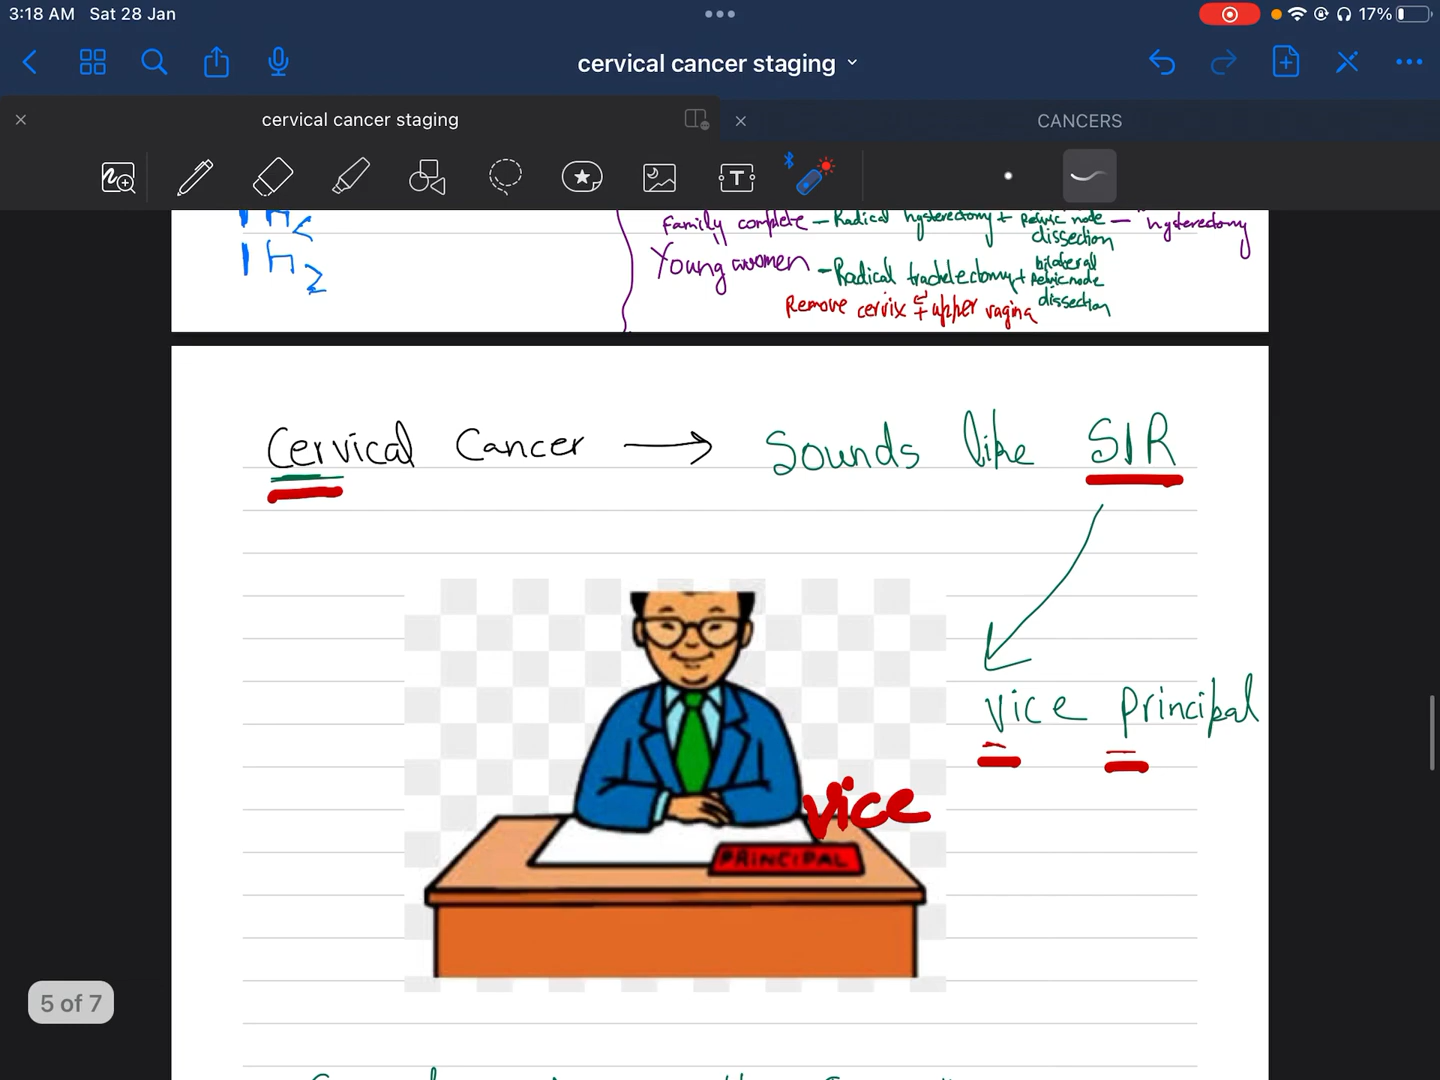 3:18 AM Sat 28 Jan
17%
cervical cancer staging
cervical cancer staging
CANCERS
T
Family complete – Radical hysterectomy + pelvic node dissection – hysterectomy
Young women – Radical trachelectomy + bilateral pelvic node dissection
Remove cervix + upper vagina
Cervical Cancer → Sounds like SIR
vice principal
vice
PRINCIPAL
5 of 7